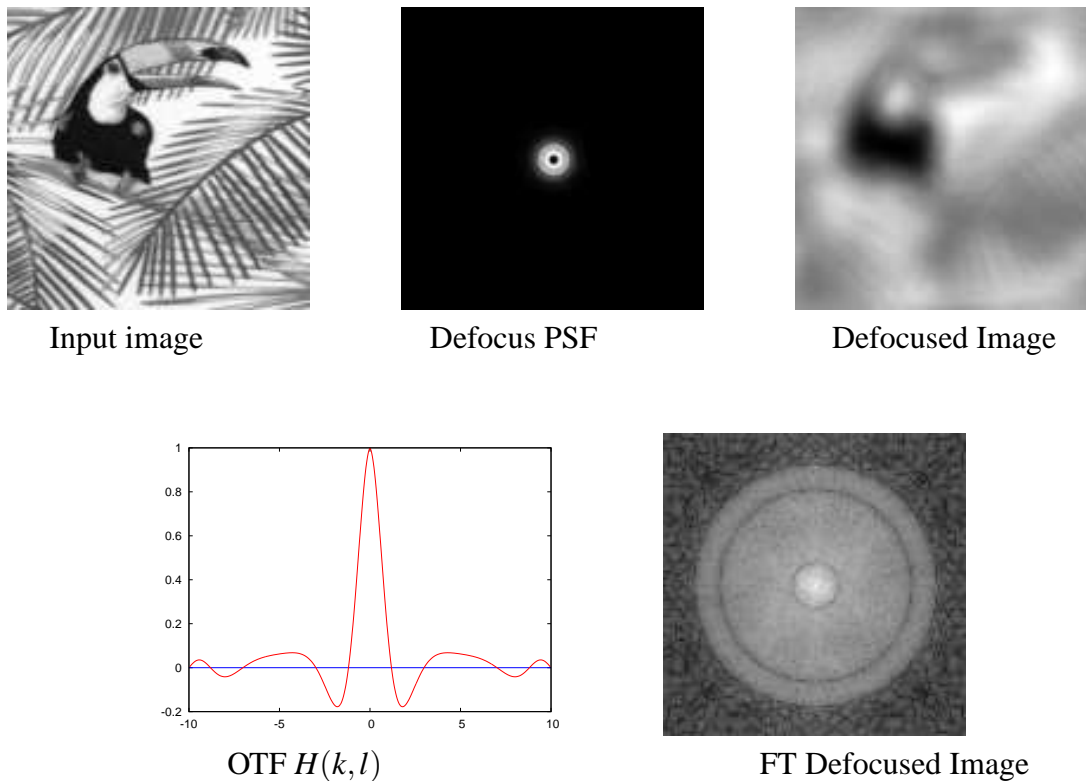 Input image
Defocus PSF
Defocused Image
1
0.8
0.6
0.4
0.2
0
-0.2
-10
-5
0
5
10
OTF H(k,l)
FT Defocused Image